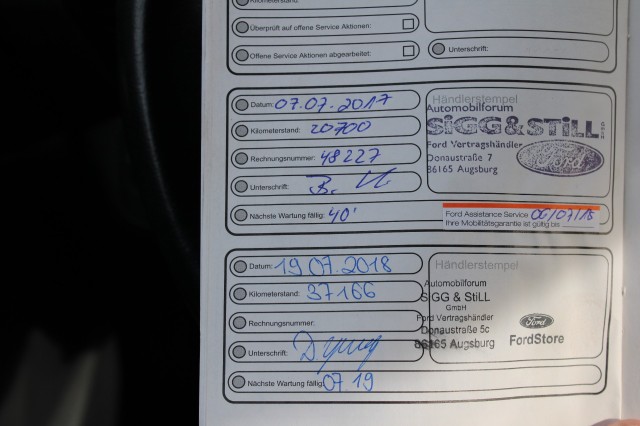 Kilometerstand:
Überprüft auf offene Service Aktionen:
Offene Service Aktionen abgearbeitet:
Unterschrift:
Datum: 07.07.2017
Kilometerstand: 20700
Rechnungsnummer: 48227
Unterschrift:
Nächste Wartung fällig: 40'
Händlerstempel
Automobilforum
SiGG & STiLL GmbH
Ford Vertragshändler
Donaustraße 7
86165 Augsburg
Ford
Ford Assistance Service 06/07/18
Ihre Mobilitätsgarantie ist gültig bis
Datum: 19.07.2018
Kilometerstand: 37166
Rechnungsnummer:
Unterschrift:
Nächste Wartung fällig: 07.19
Händlerstempel
Automobilforum
SiGG & STiLL
GmbH
Ford Vertragshändler
Donaustraße 5c
86165 Augsburg
Ford
FordStore